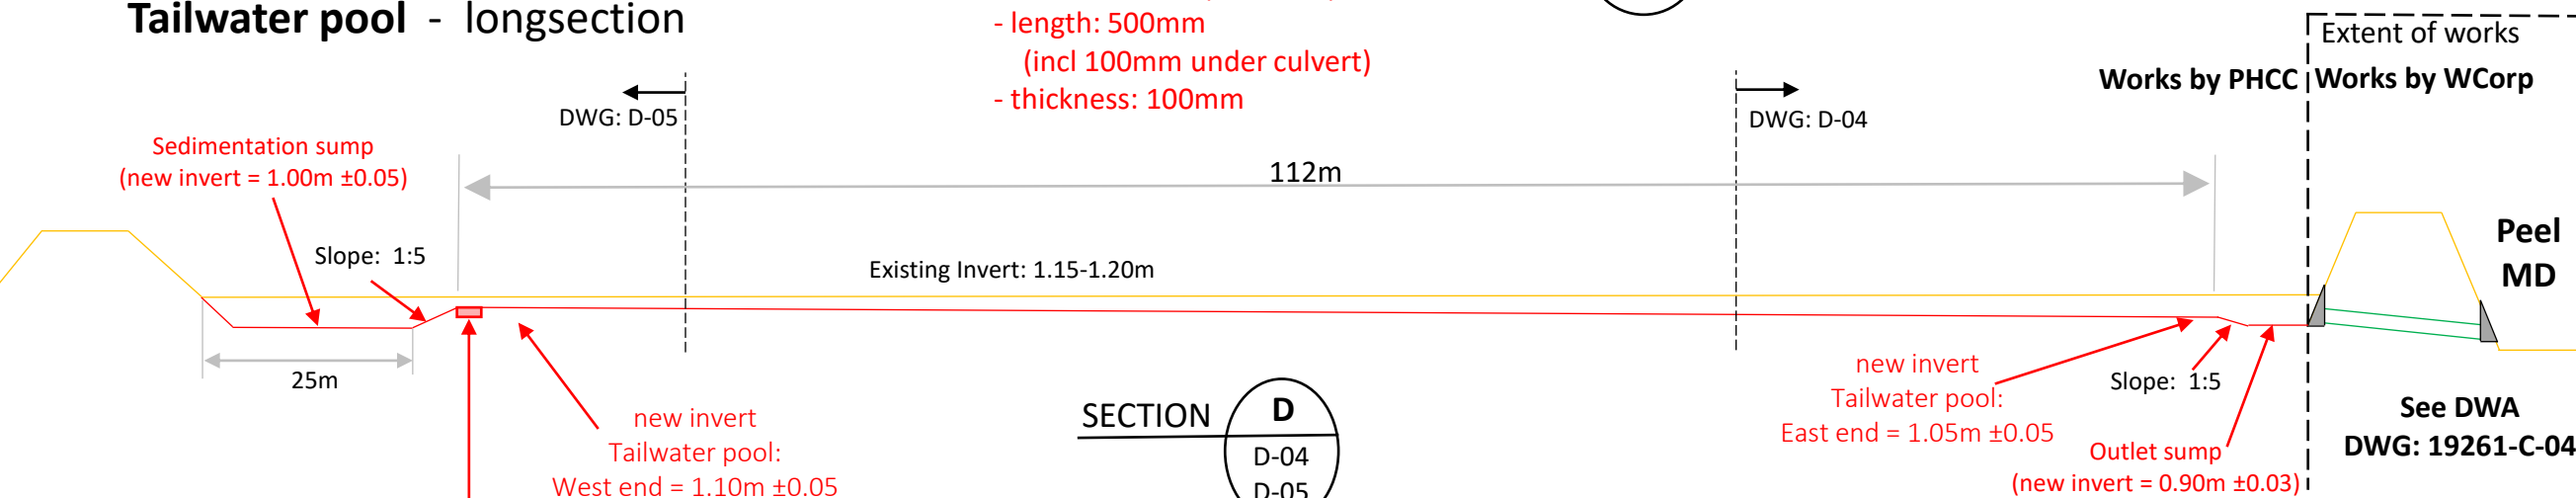 Tailwater pool - longsection
- length: 500mm
(incl 100mm under culvert)
- thickness: 100mm
Extent of works
Works by PHCC
Works by WCorp
DWG: D-05
DWG: D-04
Sedimentation sump
(new invert = 1.00m ±0.05)
112m
Slope: 1:5
Existing Invert: 1.15-1.20m
Peel
MD
25m
new invert
Tailwater pool:
West end = 1.10m ±0.05
SECTION
D
D-04
D-05
new invert
Tailwater pool:
East end = 1.05m ±0.05
Slope: 1:5
Outlet sump
(new invert = 0.90m ±0.03)
See DWA
DWG: 19261-C-04